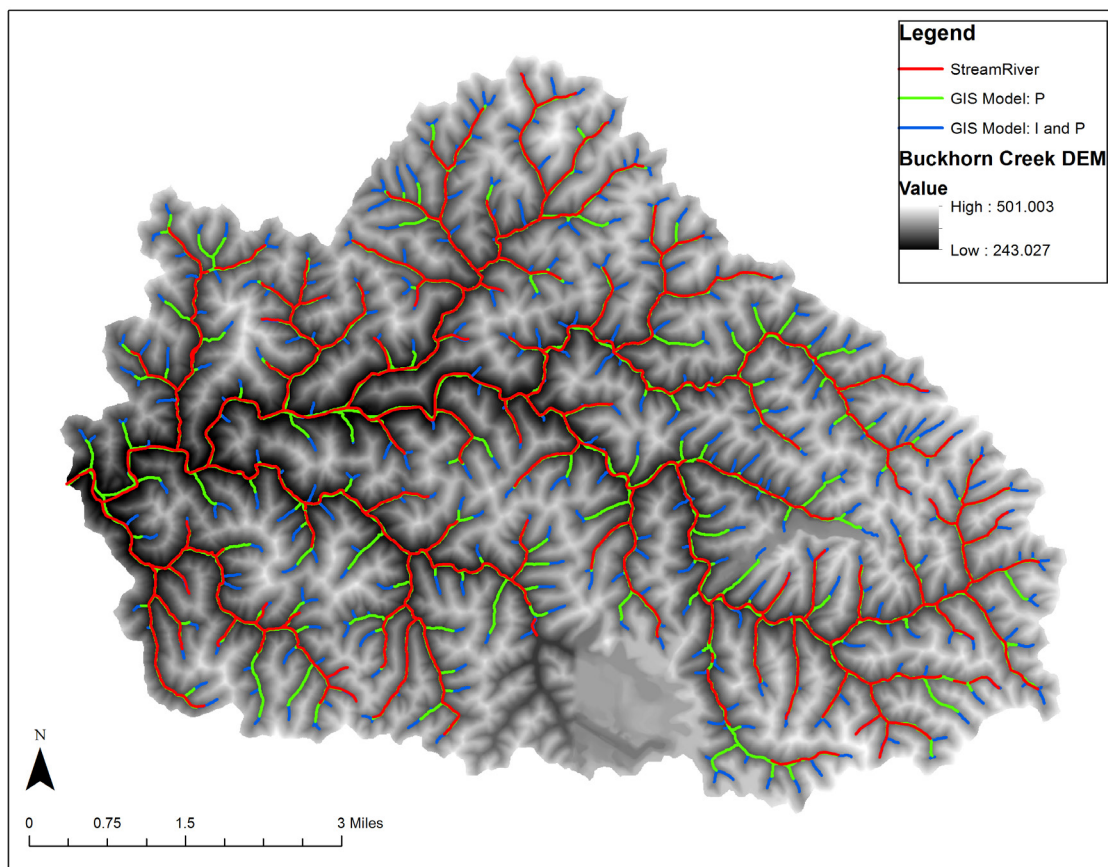 Legend
StreamRiver
GIS Model: P
GIS Model: I and P
Buckhorn Creek DEM
Value
High : 501.003
Low : 243.027
N
0 0.75 1.5 3 Miles